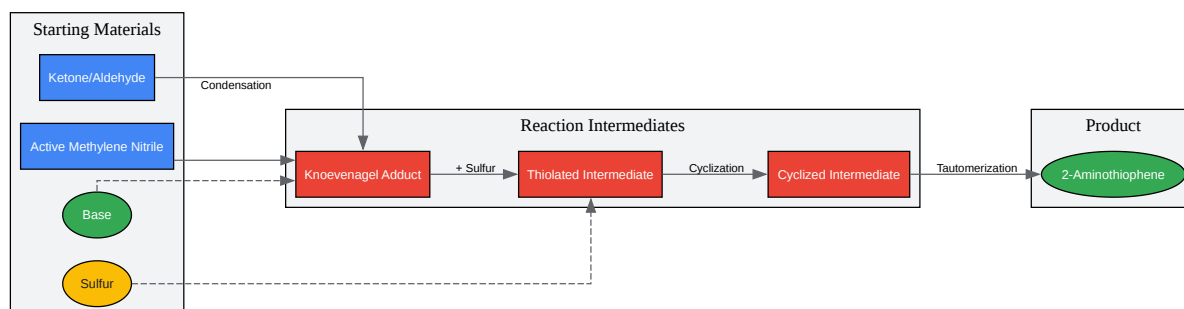 Starting Materials
Ketone/Aldehyde
Condensation
Active Methylene Nitrile
Base
Sulfur
Reaction Intermediates
Knoevenagel Adduct
+ Sulfur
Thiolated Intermediate
Cyclization
Cyclized Intermediate
Tautomerization
Product
2-Aminothiophene